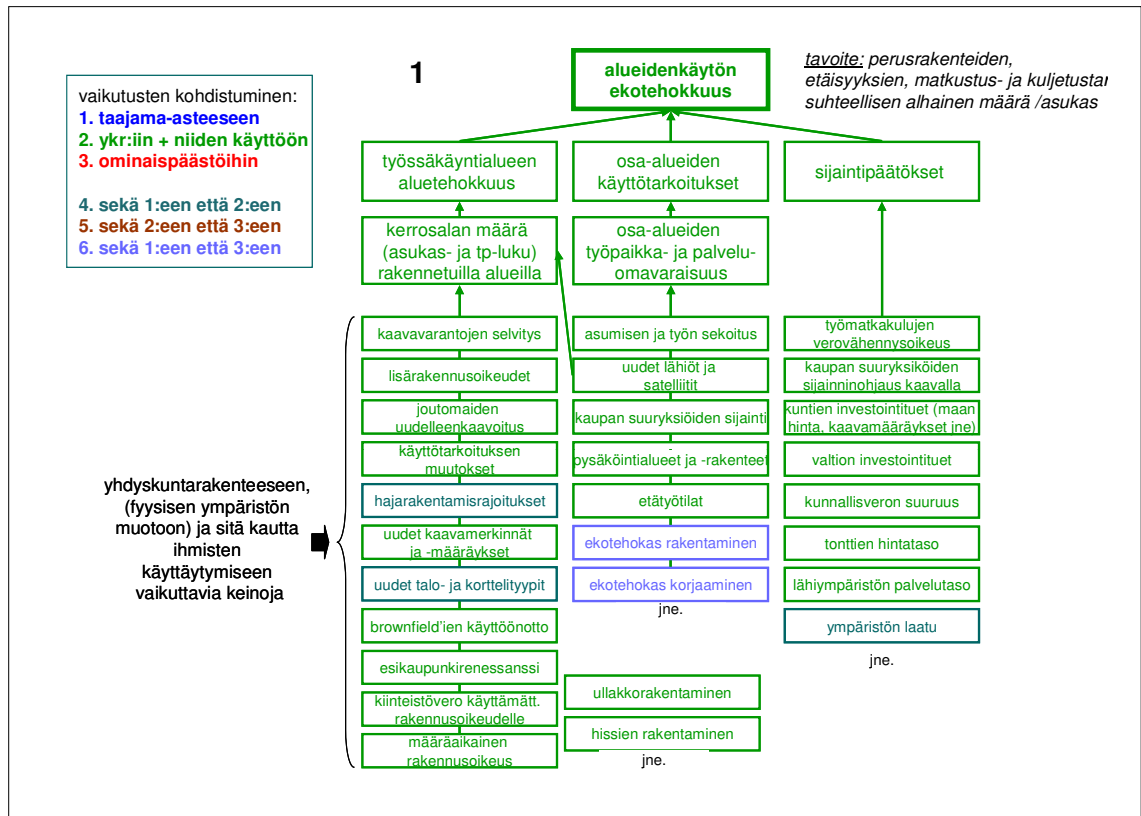 1
alueidenkäytön
ekotehokkuus
tavoite: perusrakenteiden,
etäisyyksien, matkustus- ja kuljetustar
suhteellisen alhainen määrä /asukas
vaikutusten kohdistuminen:
1. taajama-asteeseen
2. ykr:iin + niiden käyttöön
3. ominaispäästöihin
4. sekä 1:een että 2:een
5. sekä 2:een että 3:een
6. sekä 1:een että 3:een
työssäkäyntialueen
aluetehokkuus
osa-alueiden
käyttötarkoitukset
sijaintipäätökset
kerrosalan määrä
(asukas- ja tp-luku)
rakennetuilla alueilla
osa-alueiden
työpaikka- ja palvelu-
omavaraisuus
yhdyskuntarakenteeseen,
(fyysisen ympäristön
muotoon) ja sitä kautta
ihmisten
käyttäytymiseen
vaikuttavia keinoja
kaavavarantojen selvitys
lisärakennusoikeudet
joutomaiden
uudelleenkaavoitus
käyttötarkoituksen
muutokset
hajarakentamisrajoitukset
uudet kaavamerkinnät
ja -määräykset
uudet talo- ja korttelityypit
brownfield'ien käyttöönotto
esikaupunkirenessanssi
kiinteistövero käyttämätt.
rakennusoikeudelle
määräaikainen
rakennusoikeus
asumisen ja työn sekoitus
uudet lähiöt ja
satelliitit
kaupan suuryksiöiden sijainti
pysäköintialueet ja -rakenteet
etätyötilat
ekotehokas rakentaminen
ekotehokas korjaaminen
jne.
ullakkorakentaminen
hissien rakentaminen
jne.
työmatkakulujen
verovähennysoikeus
kaupan suuryksiköiden
sijainninohjaus kaavalla
kuntien investointituet (maan
hinta, kaavamääräykset jne)
valtion investointituet
kunnallisveron suuruus
tonttien hintataso
lähiympäristön palvelutaso
ympäristön laatu
jne.